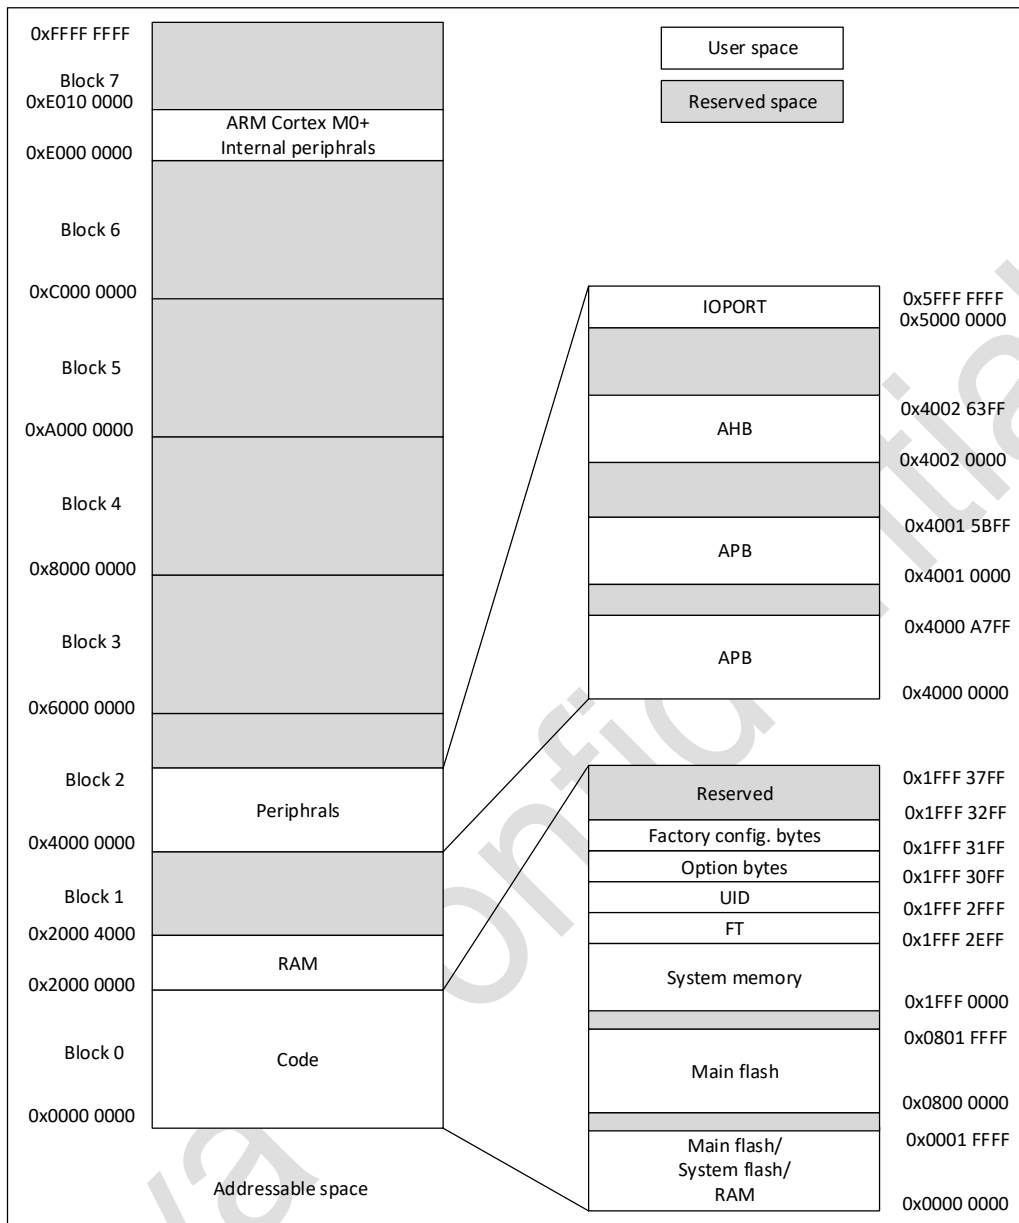 0xFFFF FFFF
Block 7
0xE010 0000
ARM Cortex M0+
Internal periphrals
0xE000 0000
Block 6
0xC000 0000
Block 5
0xA000 0000
Block 4
0x8000 0000
Block 3
0x6000 0000
Block 2
Periphrals
0x4000 0000
Block 1
0x2000 4000
RAM
0x2000 0000
Block 0
Code
0x0000 0000
Addressable space
User space
Reserved space
IOPORT
0x5FFF FFFF
0x5000 0000
0x4002 63FF
AHB
0x4002 0000
0x4001 5BFF
APB
0x4001 0000
0x4000 A7FF
APB
0x4000 0000
0x1FFF 37FF
Reserved
0x1FFF 32FF
Factory config. bytes
0x1FFF 31FF
Option bytes
0x1FFF 30FF
UID
0x1FFF 2FFF
FT
0x1FFF 2EFF
System memory
0x1FFF 0000
0x0801 FFFF
Main flash
0x0800 0000
0x0001 FFFF
Main flash/
System flash/
RAM
0x0000 0000